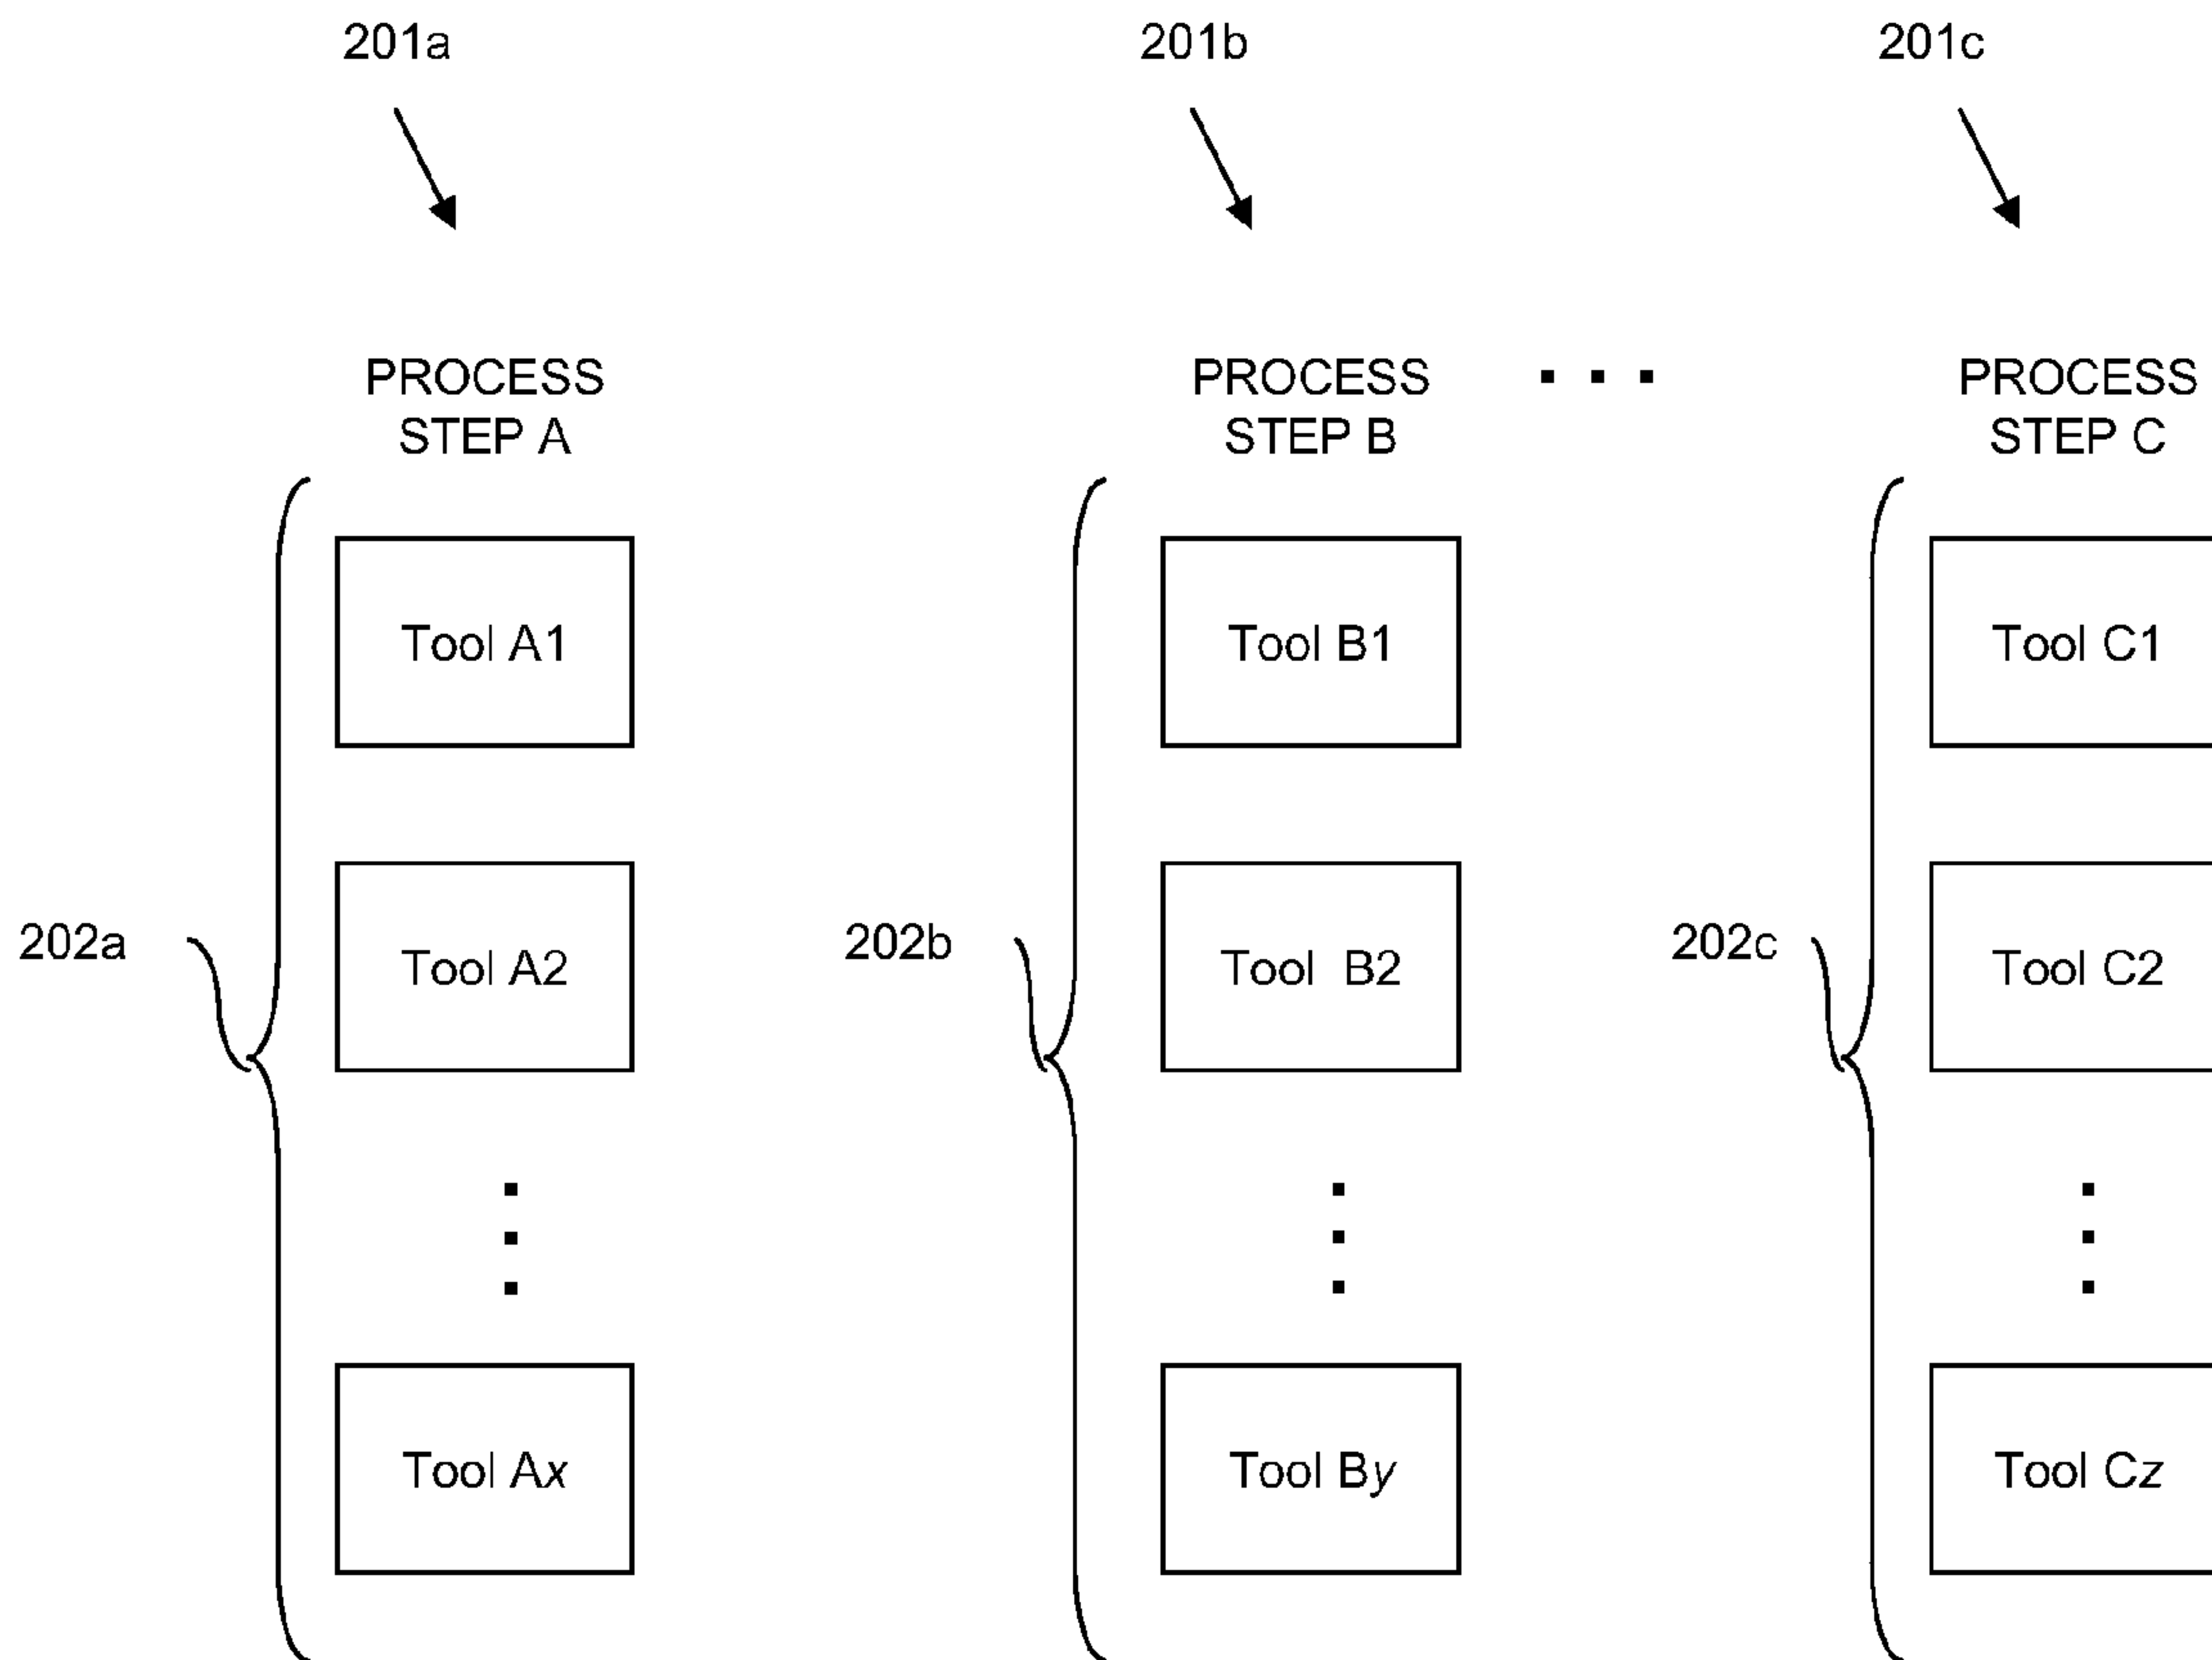 201a 201b 201c
PROCESS STEP A
PROCESS STEP B
. . .
PROCESS STEP C
Tool A1 Tool B1 Tool C1
202a Tool A2 202b Tool B2 202c Tool C2
Tool Ax Tool By Tool Cz